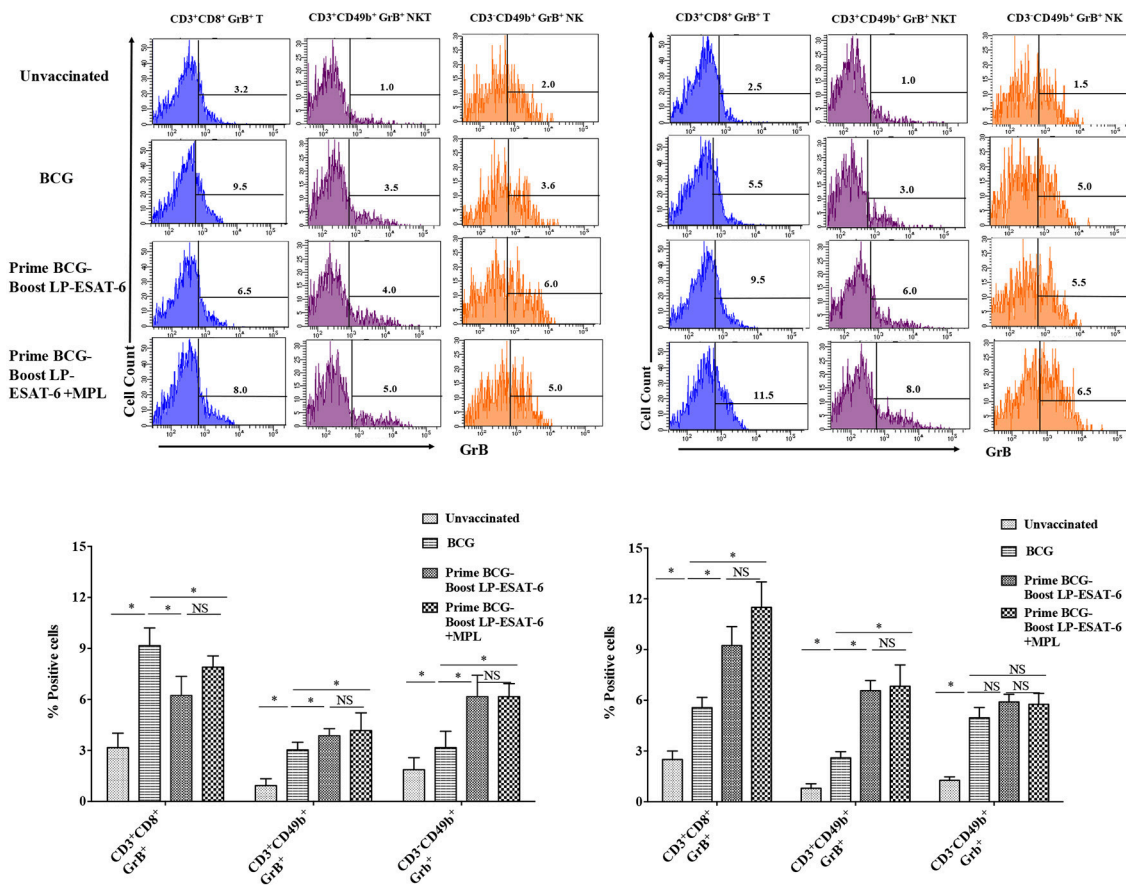 CD3⁺CD8⁺ GrB⁺ T
CD3⁺CD49b⁺ GrB⁺ NKT
CD3⁻CD49b⁺ GrB⁺ NK
CD3⁺CD8⁺ GrB⁺ T
CD3⁺CD49b⁺ GrB⁺ NKT
CD3⁻CD49b⁺ GrB⁺ NK
Unvaccinated
3.2
1.0
2.0
2.5
1.0
1.5
BCG
9.5
3.5
3.6
5.5
3.0
5.0
Prime BCG-
Boost LP-ESAT-6
6.5
4.0
6.0
9.5
6.0
5.5
Prime BCG-
Boost LP-
ESAT-6 +MPL
8.0
5.0
5.0
11.5
8.0
6.5
Cell Count
Cell Count
GrB
GrB
Unvaccinated
BCG
Prime BCG-
Boost LP-ESAT-6
Prime BCG-
Boost LP-ESAT-6
+MPL
% Positive cells
15
12
9
6
3
0
* * NS *
* * NS *
* * NS *
CD3⁺CD8⁺
GrB⁺
CD3⁺CD49b⁺
GrB⁺
CD3⁻CD49b⁺
Grb⁺
Unvaccinated
BCG
Prime BCG-
Boost LP-ESAT-6
Prime BCG-
Boost LP-ESAT-6
+MPL
% Positive cells
15
12
9
6
3
0
* * NS *
* * NS *
* NS NS NS
CD3⁺CD8⁺
GrB⁺
CD3⁺CD49b⁺
GrB⁺
CD3⁻CD49b⁺
Grb⁺